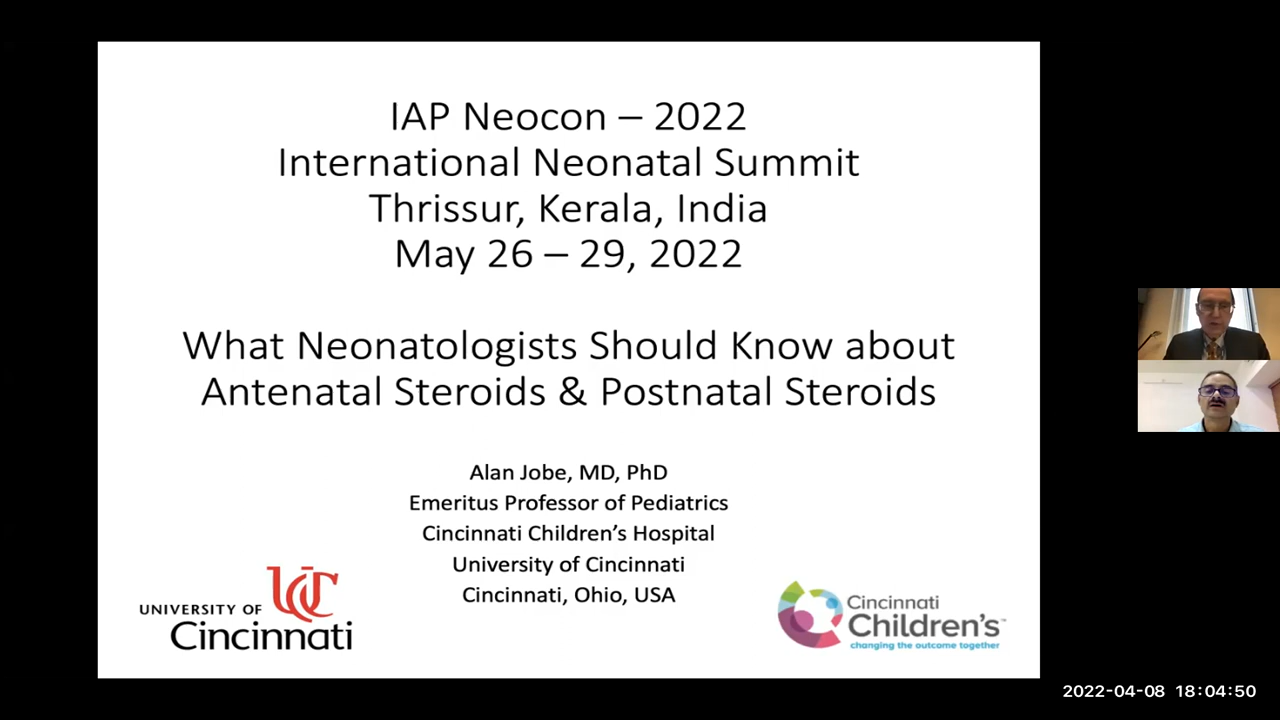 IAP Neocon – 2022
International Neonatal Summit
Thrissur, Kerala, India
May 26 – 29, 2022
What Neonatologists Should Know about
Antenatal Steroids & Postnatal Steroids
Alan Jobe, MD, PhD
Emeritus Professor of Pediatrics
Cincinnati Children's Hospital
University of Cincinnati
Cincinnati, Ohio, USA
UNIVERSITY OF UC
Cincinnati
Cincinnati
Children's™
changing the outcome together
2022-04-08 18:04:50